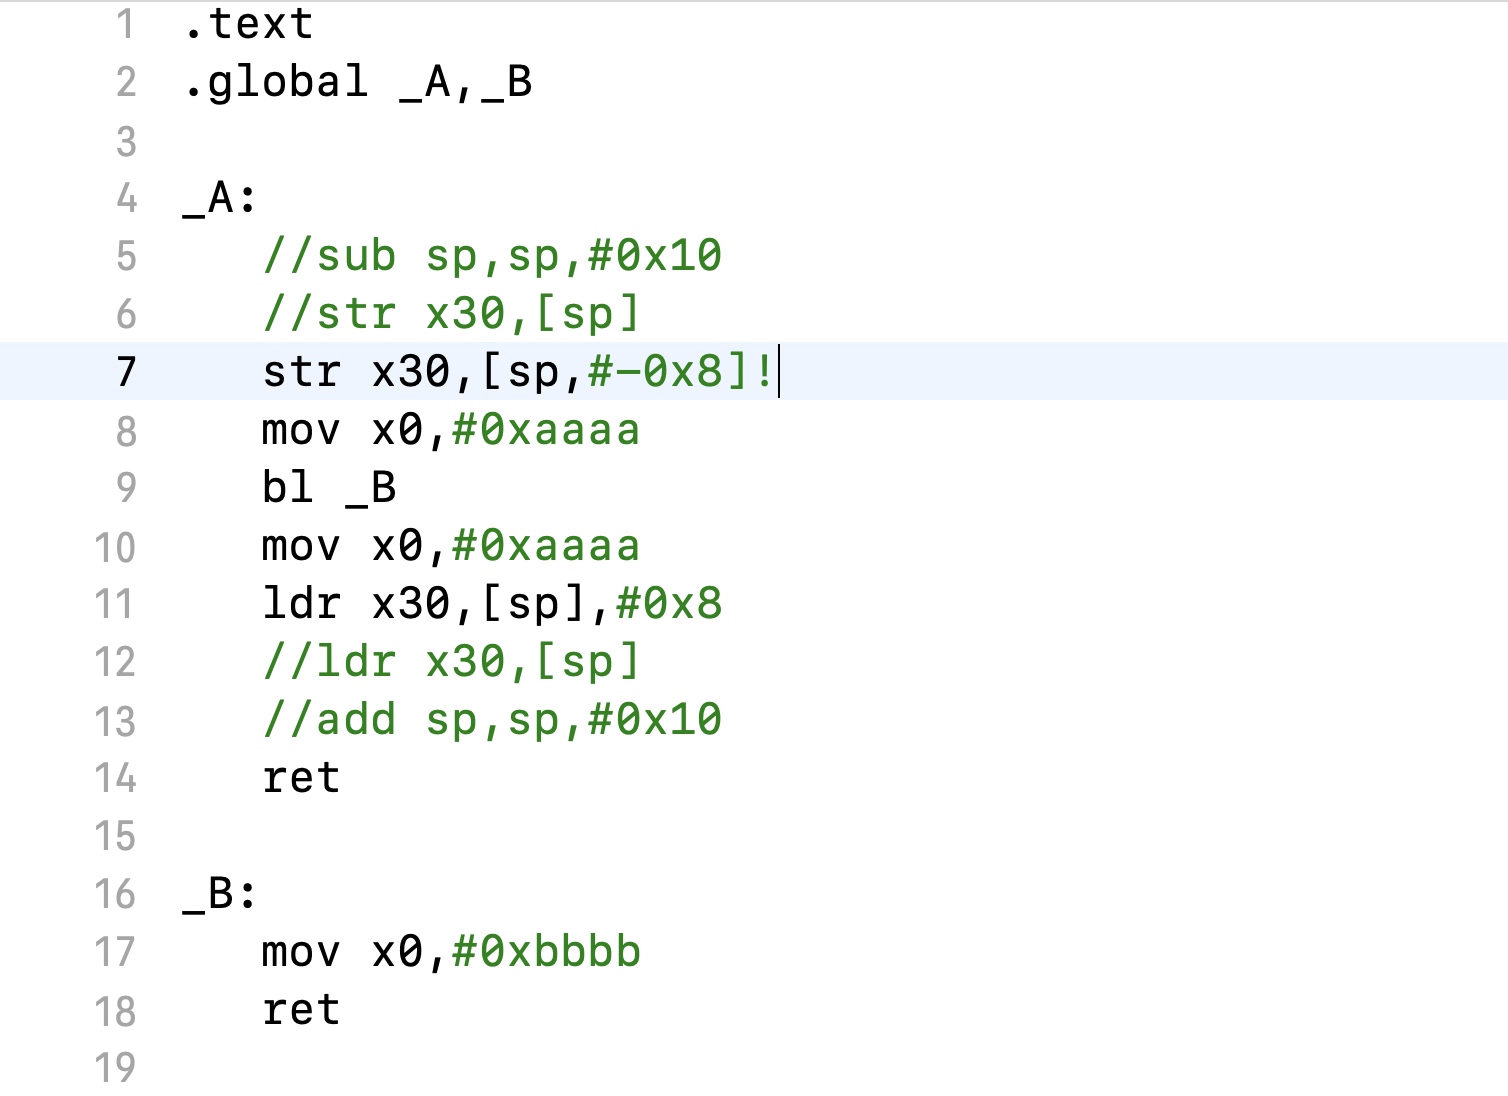 1 .text
2 .global _A,_B
3
4 _A:
5 //sub sp,sp,#0x10
6 //str x30,[sp]
7 str x30,[sp,#-0x8]!
8 mov x0,#0xaaaa
9 bl _B
10 mov x0,#0xaaaa
11 ldr x30,[sp],#0x8
12 //ldr x30,[sp]
13 //add sp,sp,#0x10
14 ret
15
16 _B:
17 mov x0,#0xbbbb
18 ret
19